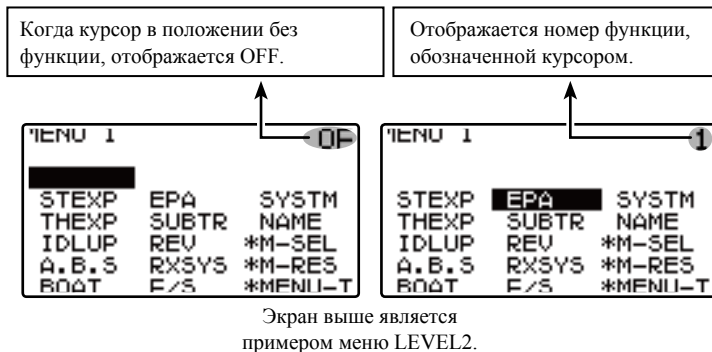 Когда курсор в положении без
функции, отображается OFF.
Отображается номер функции,
обозначенной курсором.
MENU 1 OF
STEXP EPA SYSTM
THEXP SUBTR NAME
IDLUP REV *M-SEL
A.B.S RXSYS *M-RES
BOAT F/S *MENU-T
MENU 1 1
STEXP EPA SYSTM
THEXP SUBTR NAME
IDLUP REV *M-SEL
A.B.S RXSYS *M-RES
BOAT F/S *MENU-T
Экран выше является
примером меню LEVEL2.